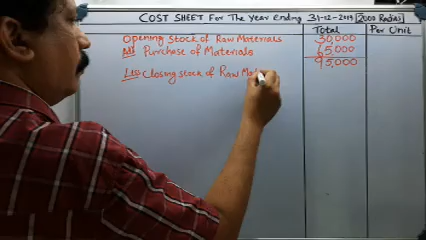 COST SHEET For The Year Ending 31-12-2019 (2000 Radios)
Total Per Unit
Opening Stock of Raw Materials 30,000
Add Purchase of Materials 65,000
95,000
Less Closing stock of Raw Mat